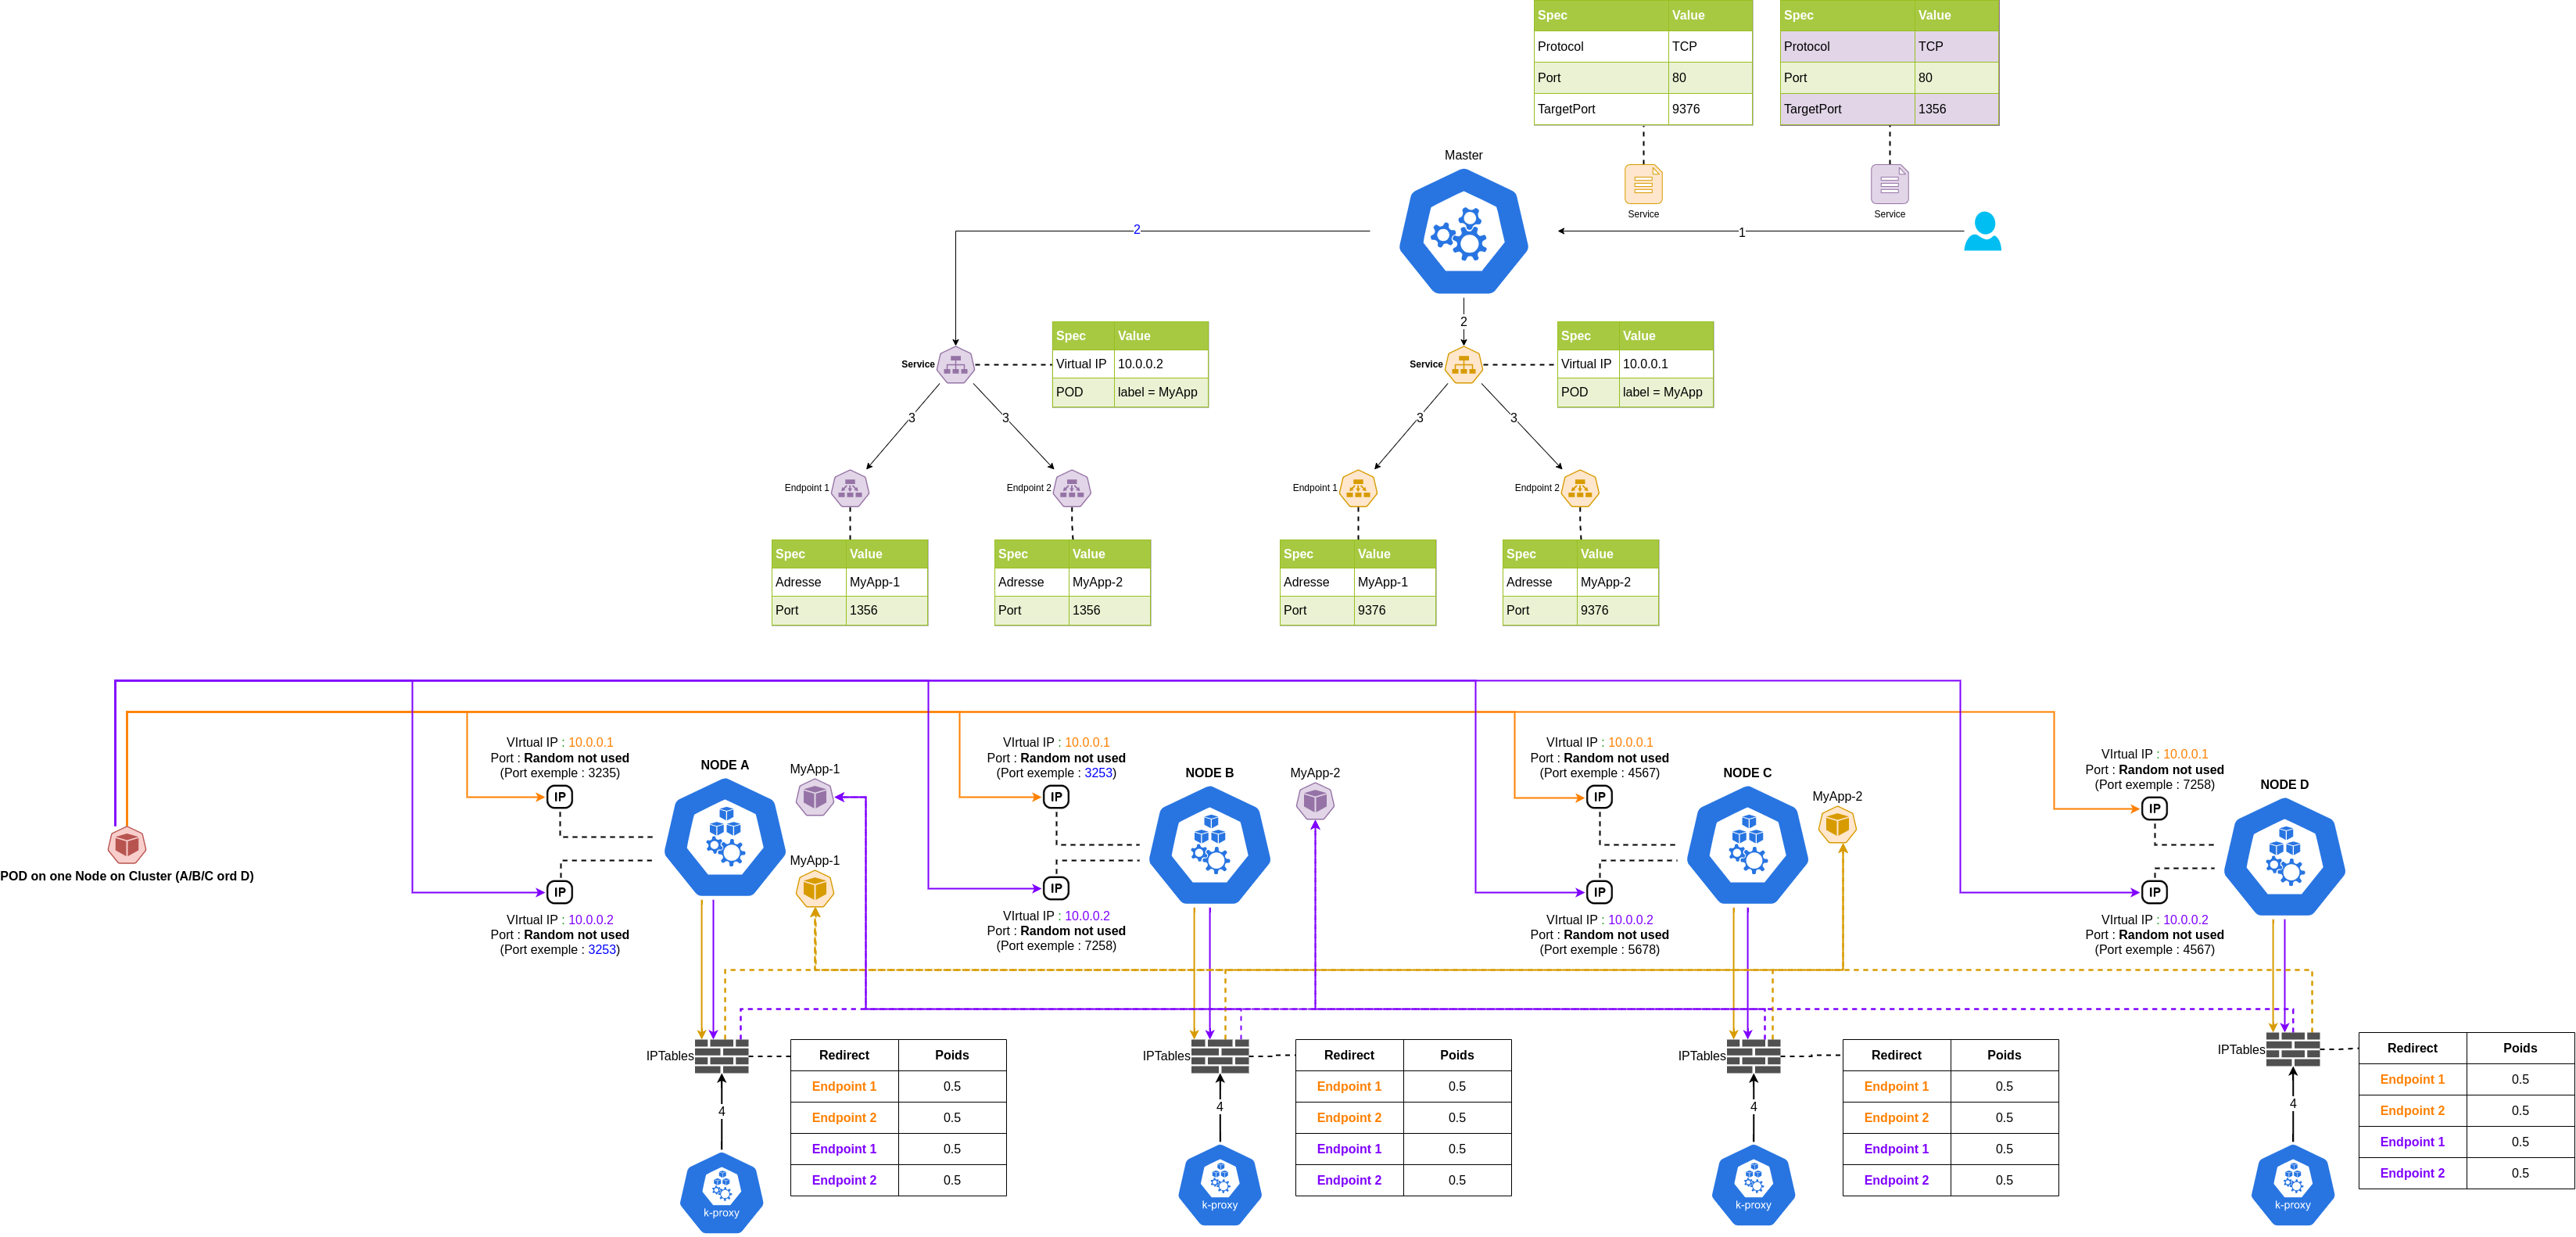 Spec Value
Protocol TCP
Port 80
TargetPort 9376
Spec Value
Protocol TCP
Port 80
TargetPort 1356
Master
Service
Service
1
2
2
Service
Spec Value
Virtual IP 10.0.0.2
POD label = MyApp
Service
Spec Value
Virtual IP 10.0.0.1
POD label = MyApp
3
3
3
3
Endpoint 1
Endpoint 2
Endpoint 1
Endpoint 2
Spec Value
Adresse MyApp-1
Port 1356
Spec Value
Adresse MyApp-2
Port 1356
Spec Value
Adresse MyApp-1
Port 9376
Spec Value
Adresse MyApp-2
Port 9376
POD on one Node on Cluster (A/B/C ord D)
VIrtual IP : 10.0.0.1
Port : Random not used
(Port exemple : 3235)
IP
IP
VIrtual IP : 10.0.0.2
Port : Random not used
(Port exemple : 3253)
NODE A
MyApp-1
MyApp-1
VIrtual IP : 10.0.0.1
Port : Random not used
(Port exemple : 3253)
IP
IP
VIrtual IP : 10.0.0.2
Port : Random not used
(Port exemple : 7258)
NODE B
MyApp-2
VIrtual IP : 10.0.0.1
Port : Random not used
(Port exemple : 4567)
IP
IP
VIrtual IP : 10.0.0.2
Port : Random not used
(Port exemple : 5678)
NODE C
MyApp-2
VIrtual IP : 10.0.0.1
Port : Random not used
(Port exemple : 7258)
IP
IP
VIrtual IP : 10.0.0.2
Port : Random not used
(Port exemple : 4567)
NODE D
IPTables
Redirect Poids
Endpoint 1 0.5
Endpoint 2 0.5
Endpoint 1 0.5
Endpoint 2 0.5
4
k-proxy
IPTables
Redirect Poids
Endpoint 1 0.5
Endpoint 2 0.5
Endpoint 1 0.5
Endpoint 2 0.5
4
k-proxy
IPTables
Redirect Poids
Endpoint 1 0.5
Endpoint 2 0.5
Endpoint 1 0.5
Endpoint 2 0.5
4
k-proxy
IPTables
Redirect Poids
Endpoint 1 0.5
Endpoint 2 0.5
Endpoint 1 0.5
Endpoint 2 0.5
4
k-proxy